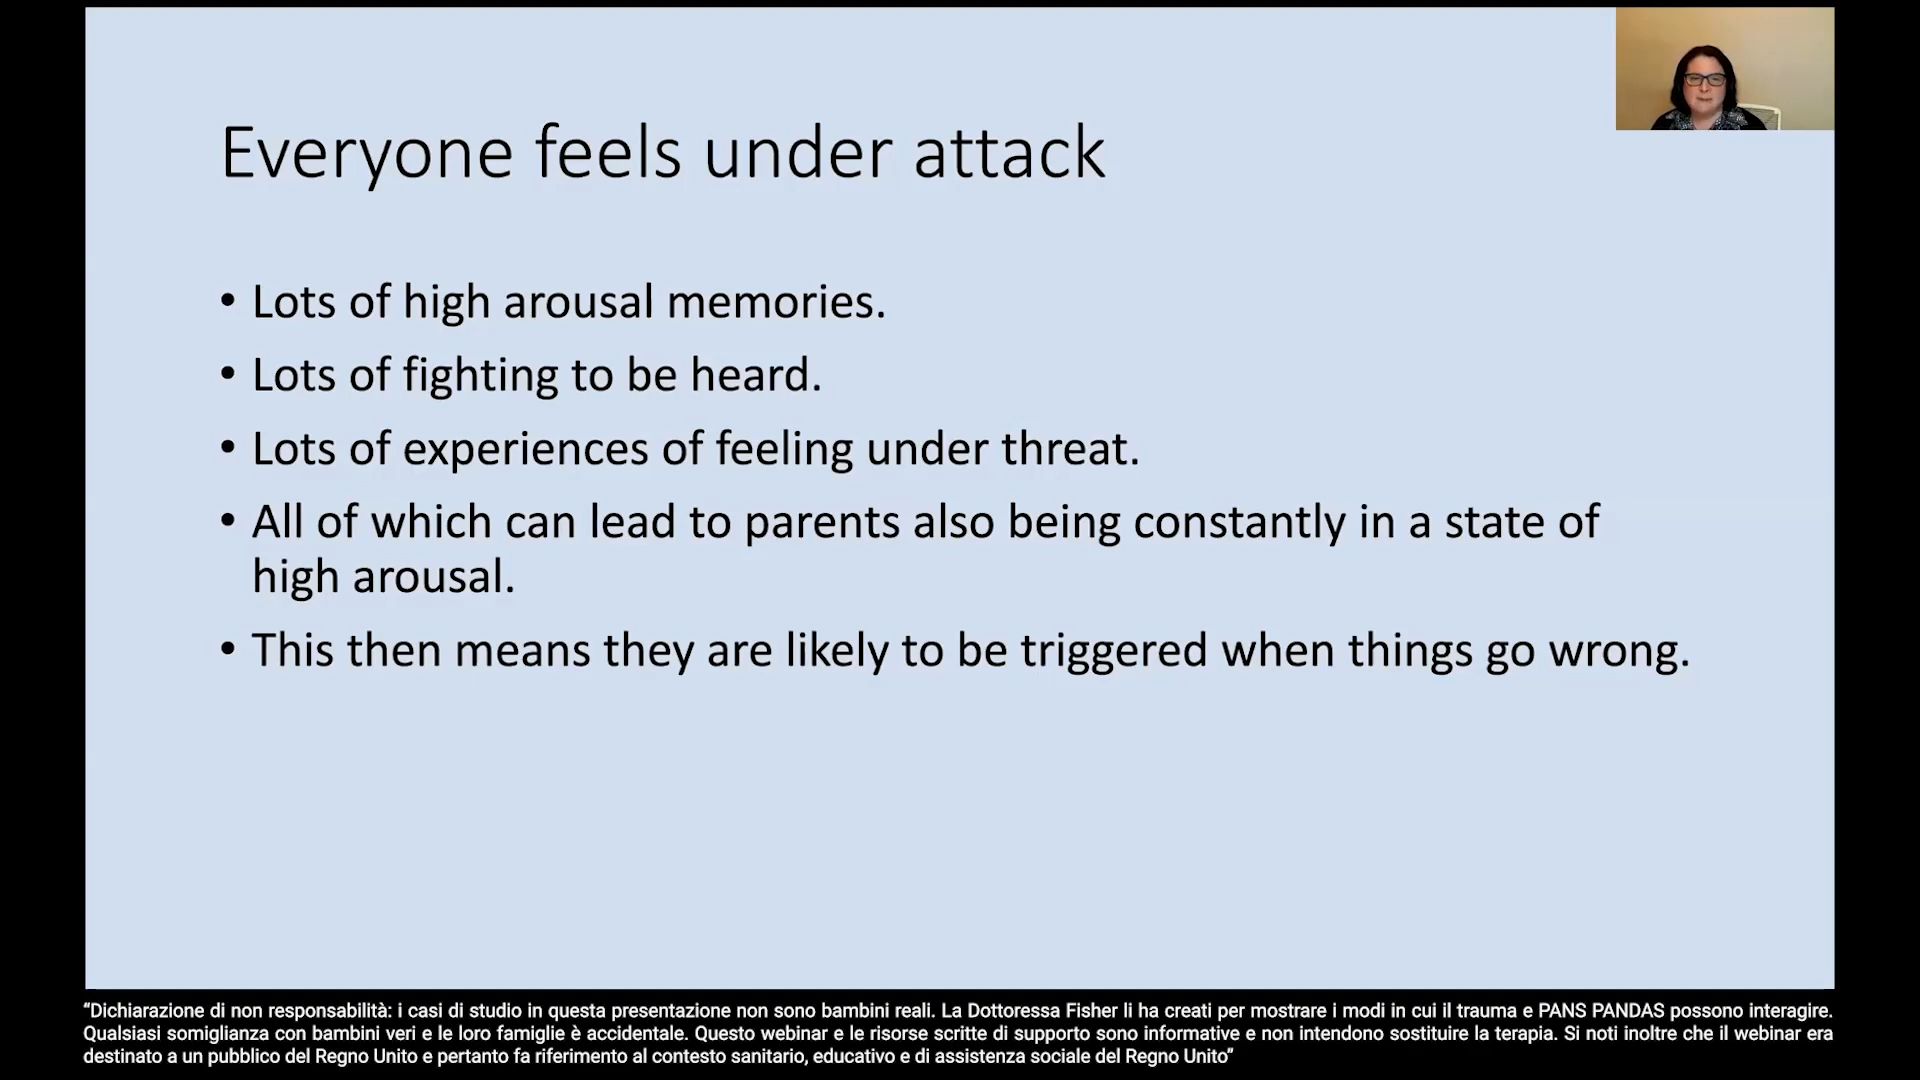 Everyone feels under attack
• Lots of high arousal memories.
• Lots of fighting to be heard.
• Lots of experiences of feeling under threat.
• All of which can lead to parents also being constantly in a state of
high arousal.
• This then means they are likely to be triggered when things go wrong.
“Dichiarazione di non responsabilità: i casi di studio in questa presentazione non sono bambini reali. La Dottoressa Fisher li ha creati per mostrare i modi in cui il trauma e PANS PANDAS possono interagire.
Qualsiasi somiglianza con bambini veri e le loro famiglie è accidentale. Questo webinar e le risorse scritte di supporto sono informative e non intendono sostituire la terapia. Si noti inoltre che il webinar era
destinato a un pubblico del Regno Unito e pertanto fa riferimento al contesto sanitario, educativo e di assistenza sociale del Regno Unito”